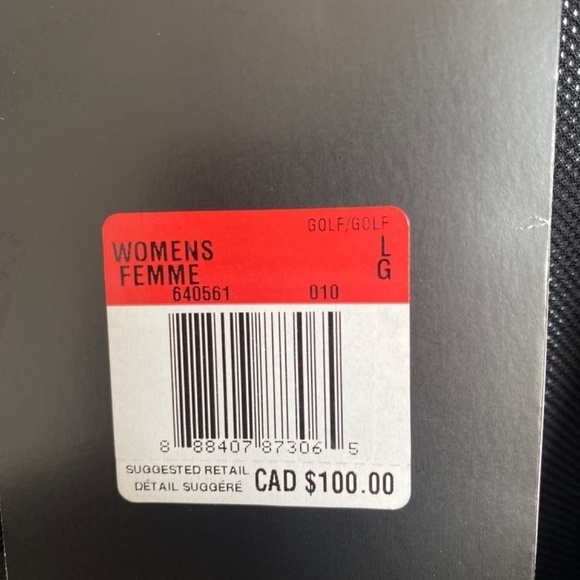 GOLF/GOLF
WOMENS L
FEMME G
640561 010
8 88407 87306 5
SUGGESTED RETAIL
DÉTAIL SUGGÉRÉ CAD $100.00